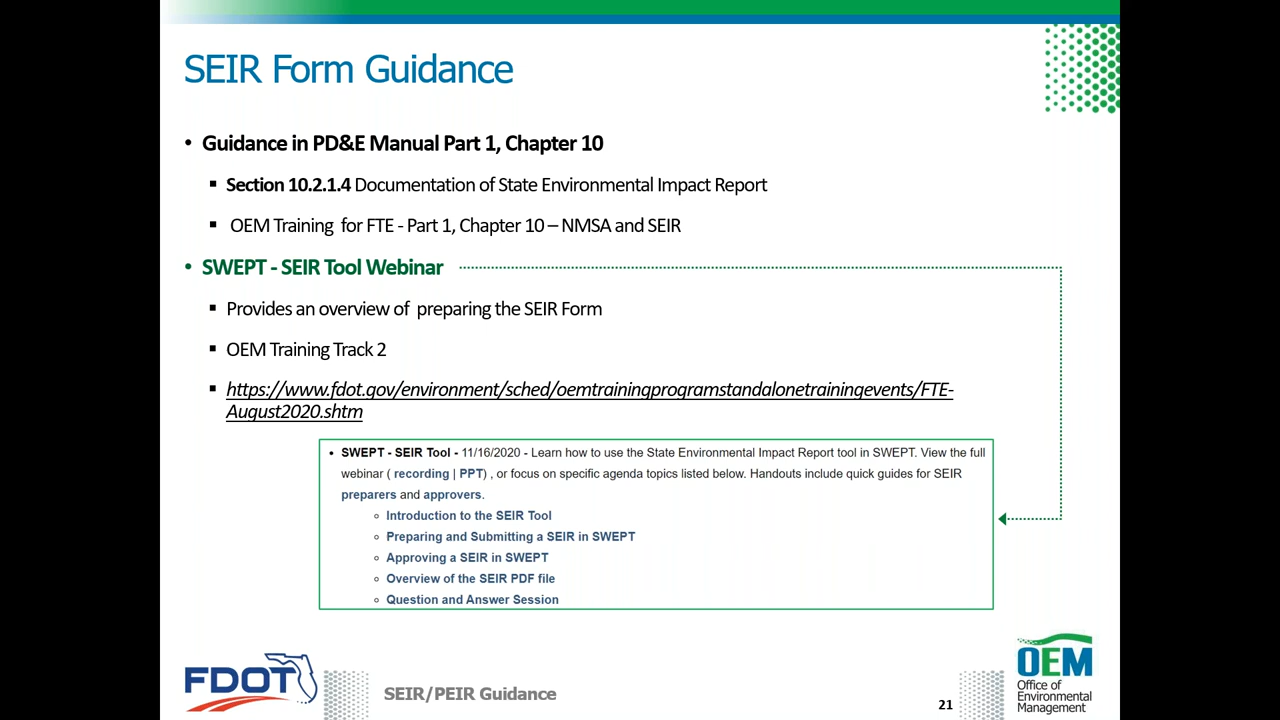 SEIR Form Guidance
• Guidance in PD&E Manual Part 1, Chapter 10
▪ Section 10.2.1.4 Documentation of State Environmental Impact Report
▪ OEM Training for FTE - Part 1, Chapter 10 – NMSA and SEIR
• SWEPT - SEIR Tool Webinar
▪ Provides an overview of preparing the SEIR Form
▪ OEM Training Track 2
▪ https://www.fdot.gov/environment/sched/oemtrainingprogramstandalonetrainingevents/FTE-
August2020.shtm
• SWEPT - SEIR Tool - 11/16/2020 - Learn how to use the State Environmental Impact Report tool in SWEPT. View the full
webinar ( recording | PPT) , or focus on specific agenda topics listed below. Handouts include quick guides for SEIR
preparers and approvers.
◦ Introduction to the SEIR Tool
◦ Preparing and Submitting a SEIR in SWEPT
◦ Approving a SEIR in SWEPT
◦ Overview of the SEIR PDF file
◦ Question and Answer Session
FDOT
SEIR/PEIR Guidance
21
OEM
Office of
Environmental
Management